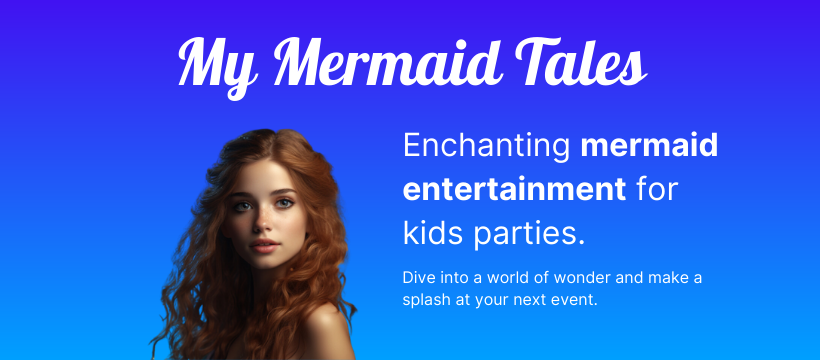 My Mermaid Tales
Enchanting mermaid
entertainment for
kids parties.
Dive into a world of wonder and make a
splash at your next event.